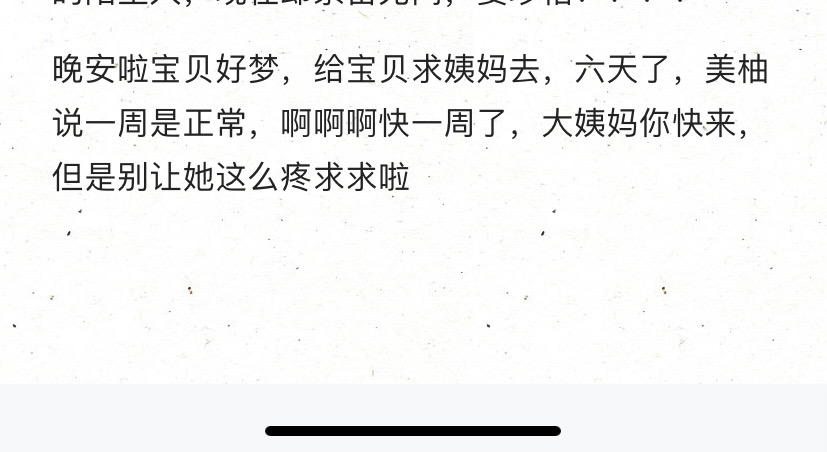 晚安啦宝贝好梦，给宝贝求姨妈去，六天了，美柚
说一周是正常，啊啊啊快一周了，大姨妈你快来，
但是别让她这么疼求求啦